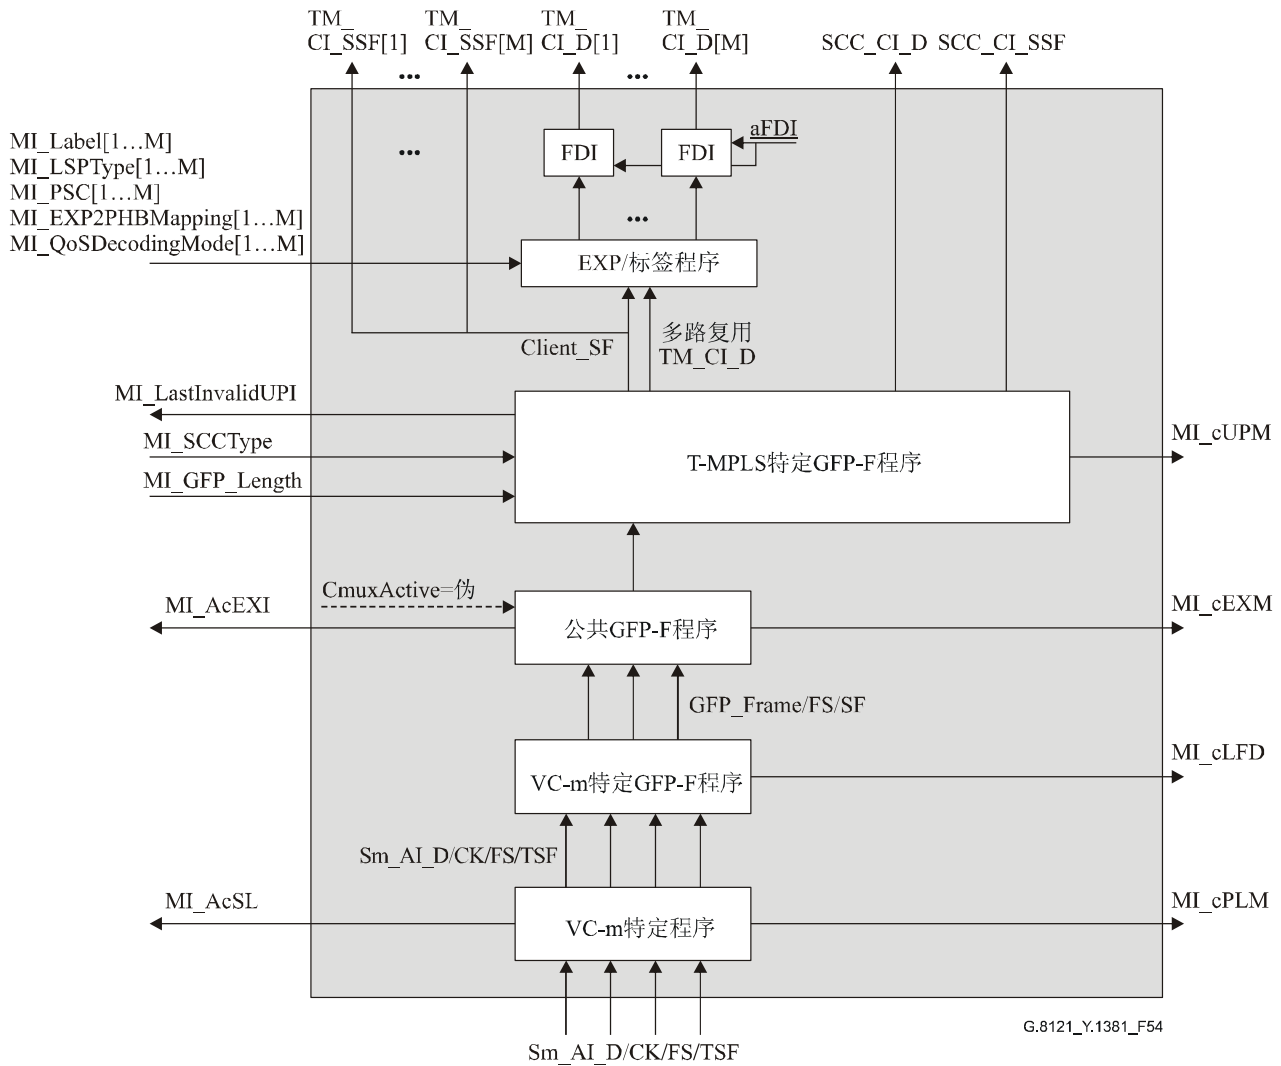 TM_
CI_SSF[1]
TM_
CI_SSF[M]
TM_
CI_D[1]
TM_
CI_D[M]
SCC_CI_D
SCC_CI_SSF
...
...
MI_Label[1…M]
MI_LSPType[1…M]
MI_PSC[1…M]
MI_EXP2PHBMapping[1…M]
MI_QoSDecodingMode[1…M]
...
FDI
FDI
aFDI
...
EXP/标签程序
Client_SF
多路复用
TM_CI_D
MI_LastInvalidUPI
MI_SCCType
MI_GFP_Length
T-MPLS特定GFP-F程序
MI_cUPM
CmuxActive=伪
MI_AcEXI
公共GFP-F程序
MI_cEXM
GFP_Frame/FS/SF
VC-m特定GFP-F程序
MI_cLFD
Sm_AI_D/CK/FS/TSF
MI_AcSL
VC-m特定程序
MI_cPLM
G.8121_Y.1381_F54
Sm_AI_D/CK/FS/TSF